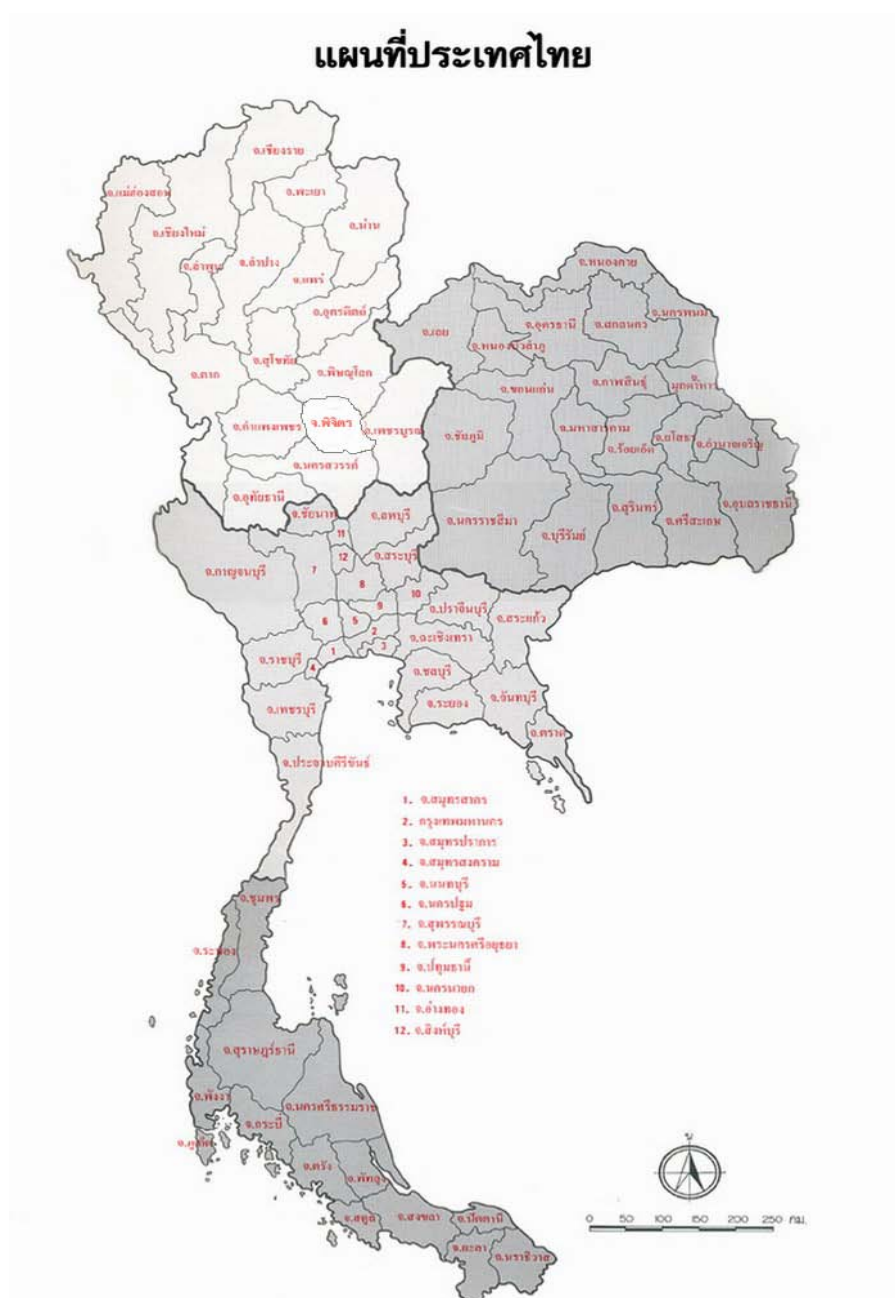 แผนที่ประเทศไทย
จ.เชียงราย
จ.แม่ฮ่องสอน
จ.พะเยา
จ.เชียงใหม่
จ.น่าน
จ.ลำพูน
จ.ลำปาง
จ.แพร่
จ.อุตรดิตถ์
จ.หนองคาย
จ.เลย
จ.อุดรธานี
จ.สกลนคร
จ.นครพนม
จ.หนองบัวลำภู
จ.ตาก
จ.สุโขทัย
จ.พิษณุโลก
จ.ขอนแก่น
จ.กาฬสินธุ์
จ.มุกดาหาร
จ.กำแพงเพชร
จ.พิจิตร
จ.เพชรบูรณ์
จ.ชัยภูมิ
จ.มหาสารคาม
จ.ร้อยเอ็ด
จ.ยโสธร
จ.อำนาจเจริญ
จ.นครสวรรค์
จ.อุทัยธานี
จ.ชัยนาท
จ.ลพบุรี
จ.นครราชสีมา
จ.บุรีรัมย์
จ.สุรินทร์
จ.ศรีสะเกษ
จ.อุบลราชธานี
11
12
จ.สระบุรี
จ.กาญจนบุรี
7
8
10
9
จ.ปราจีนบุรี
จ.สระแก้ว
6
5
2
จ.ฉะเชิงเทรา
1
3
จ.ราชบุรี
4
จ.ชลบุรี
จ.ระยอง
จ.จันทบุรี
จ.เพชรบุรี
จ.ตราด
จ.ประจวบคีรีขันธ์
1. จ.สมุทรสาคร
2. กรุงเทพมหานคร
3. จ.สมุทรปราการ
4. จ.สมุทรสงคราม
5. จ.นนทบุรี
6. จ.นครปฐม
7. จ.สุพรรณบุรี
8. จ.พระนครศรีอยุธยา
9. จ.ปทุมธานี
10. จ.นครนายก
11. จ.อ่างทอง
12. จ.สิงห์บุรี
จ.ชุมพร
จ.ระนอง
จ.สุราษฎร์ธานี
จ.พังงา
จ.นครศรีธรรมราช
จ.กระบี่
จ.ภูเก็ต
จ.ตรัง
จ.พัทลุง
จ.สตูล
จ.สงขลา
จ.ปัตตานี
จ.ยะลา
จ.นราธิวาส
น
0 50 100 150 200 250 กม.